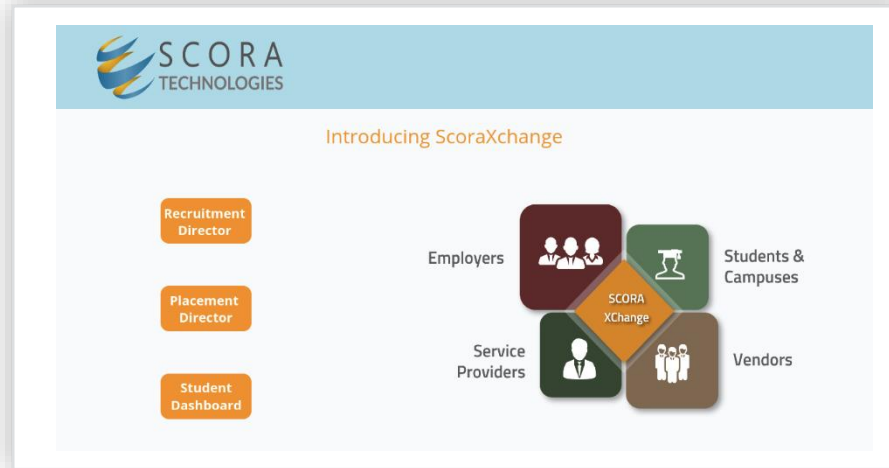 SCORA
TECHNOLOGIES
Introducing ScoraXchange
Recruitment
Director
Placement
Director
Student
Dashboard
Employers
Students &
Campuses
SCORA
XChange
Service
Providers
Vendors